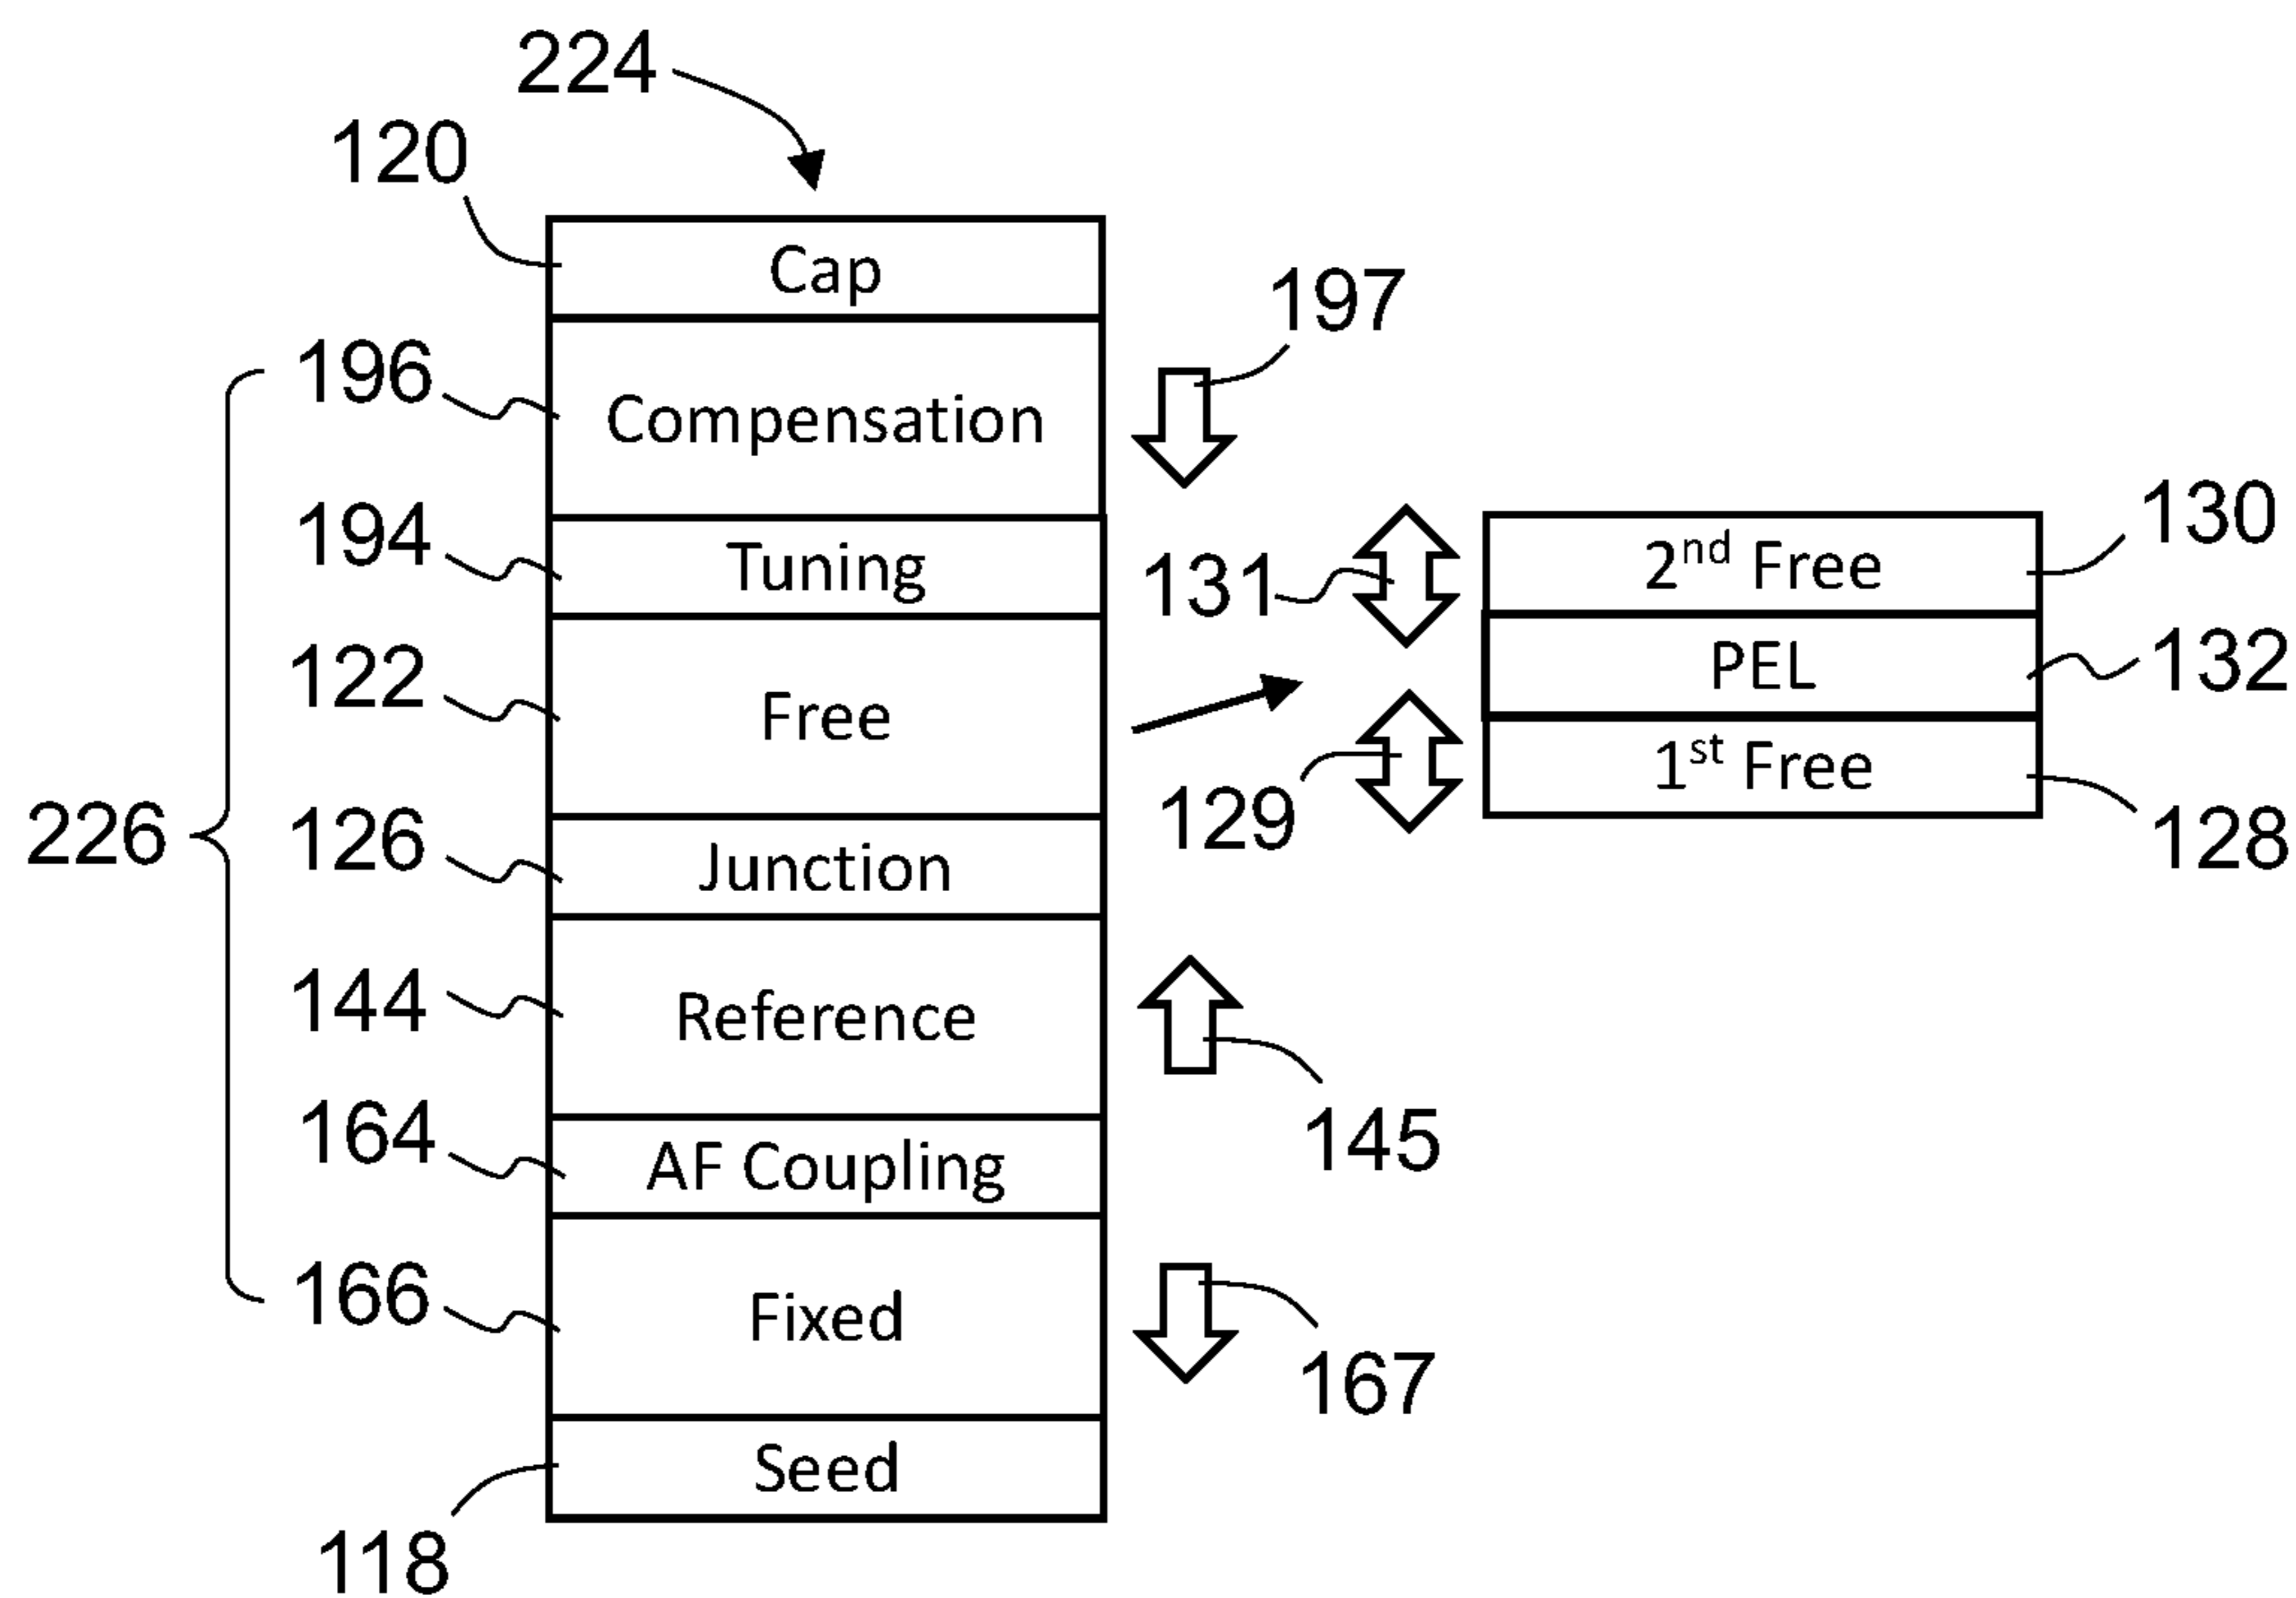 224
120
Cap
197
196
Compensation
194
Tuning
131
2nd Free
130
122
Free
PEL
132
129
1st Free
128
226
126
Junction
144
Reference
145
164
AF Coupling
166
Fixed
167
Seed
118